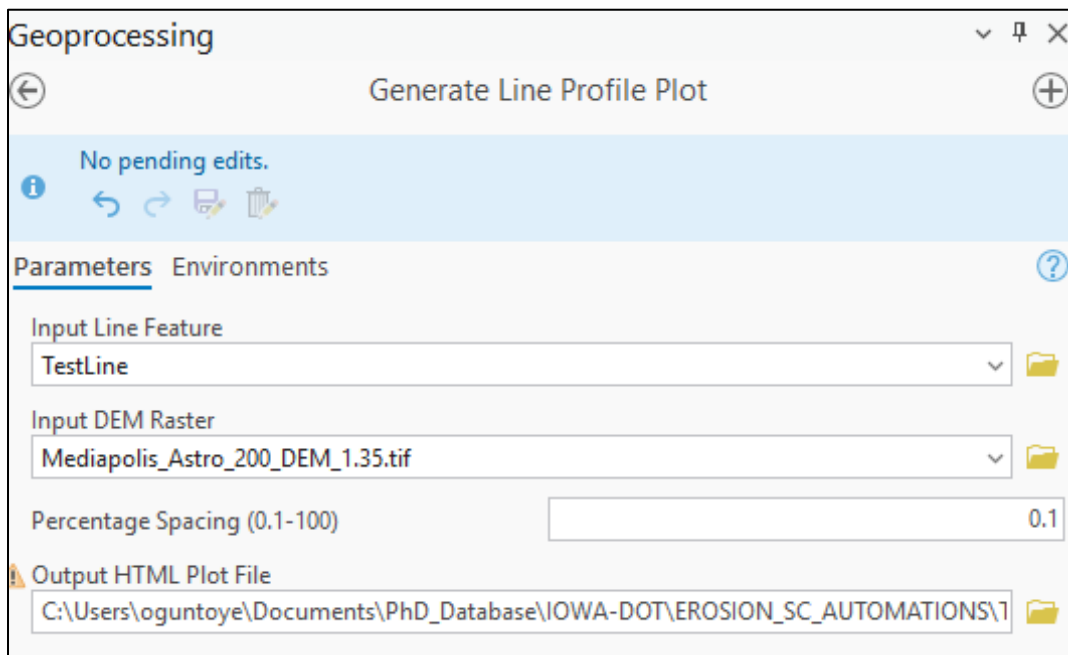 Geoprocessing
Generate Line Profile Plot
No pending edits.
Parameters Environments
Input Line Feature
TestLine
Input DEM Raster
Mediapolis_Astro_200_DEM_1.35.tif
Percentage Spacing (0.1-100) 0.1
Output HTML Plot File
C:\Users\oguntoye\Documents\PhD_Database\IOWA-DOT\EROSION_SC_AUTOMATIONS\T